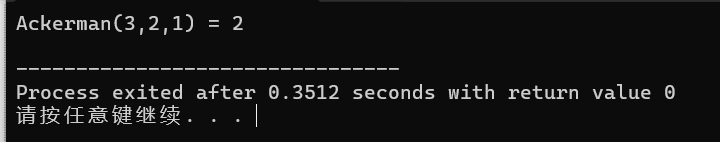 Ackerman(3,2,1) = 2
--------------------------------
Process exited after 0.3512 seconds with return value 0
请按任意键继续. . .